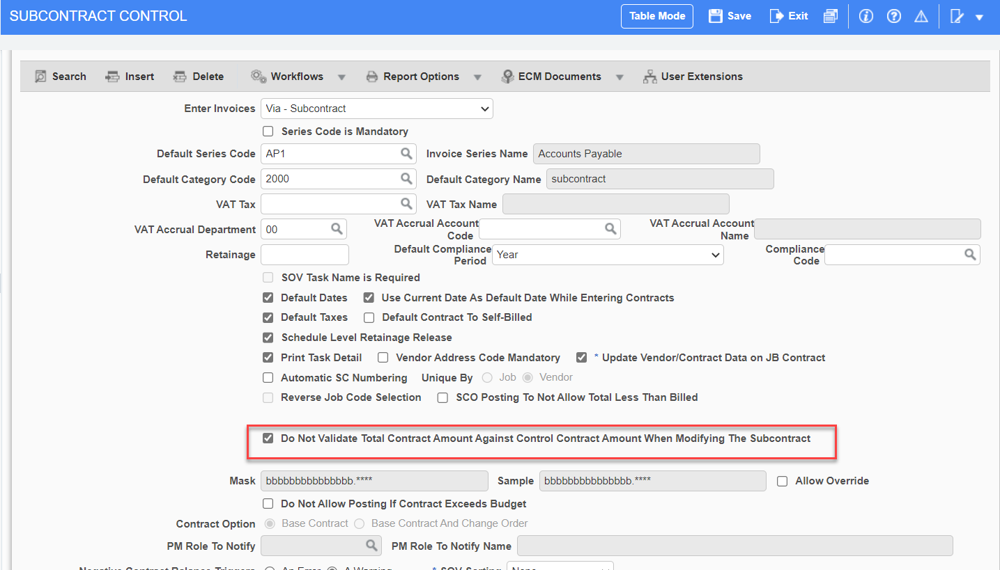 SUBCONTRACT CONTROL Table Mode Save Exit
Search Insert Delete Workflows Report Options ECM Documents User Extensions
Enter Invoices Via - Subcontract
Series Code is Mandatory
Default Series Code AP1 Invoice Series Name Accounts Payable
Default Category Code 2000 Default Category Name subcontract
VAT Tax VAT Tax Name
VAT Accrual Department 00 VAT Accrual Account Code VAT Accrual Account Name
Retainage Default Compliance Period Year Compliance Code
SOV Task Name is Required
Default Dates Use Current Date As Default Date While Entering Contracts
Default Taxes Default Contract To Self-Billed
Schedule Level Retainage Release
Print Task Detail Vendor Address Code Mandatory * Update Vendor/Contract Data on JB Contract
Automatic SC Numbering Unique By Job Vendor
Reverse Job Code Selection SCO Posting To Not Allow Total Less Than Billed
Do Not Validate Total Contract Amount Against Control Contract Amount When Modifying The Subcontract
Mask bbbbbbbbbbbbbbb.**** Sample bbbbbbbbbbbbbbb.**** Allow Override
Do Not Allow Posting If Contract Exceeds Budget
Contract Option Base Contract Base Contract And Change Order
PM Role To Notify PM Role To Notify Name
Negative Contract Balance Triggers An Error A Warning * SOV Sorting None